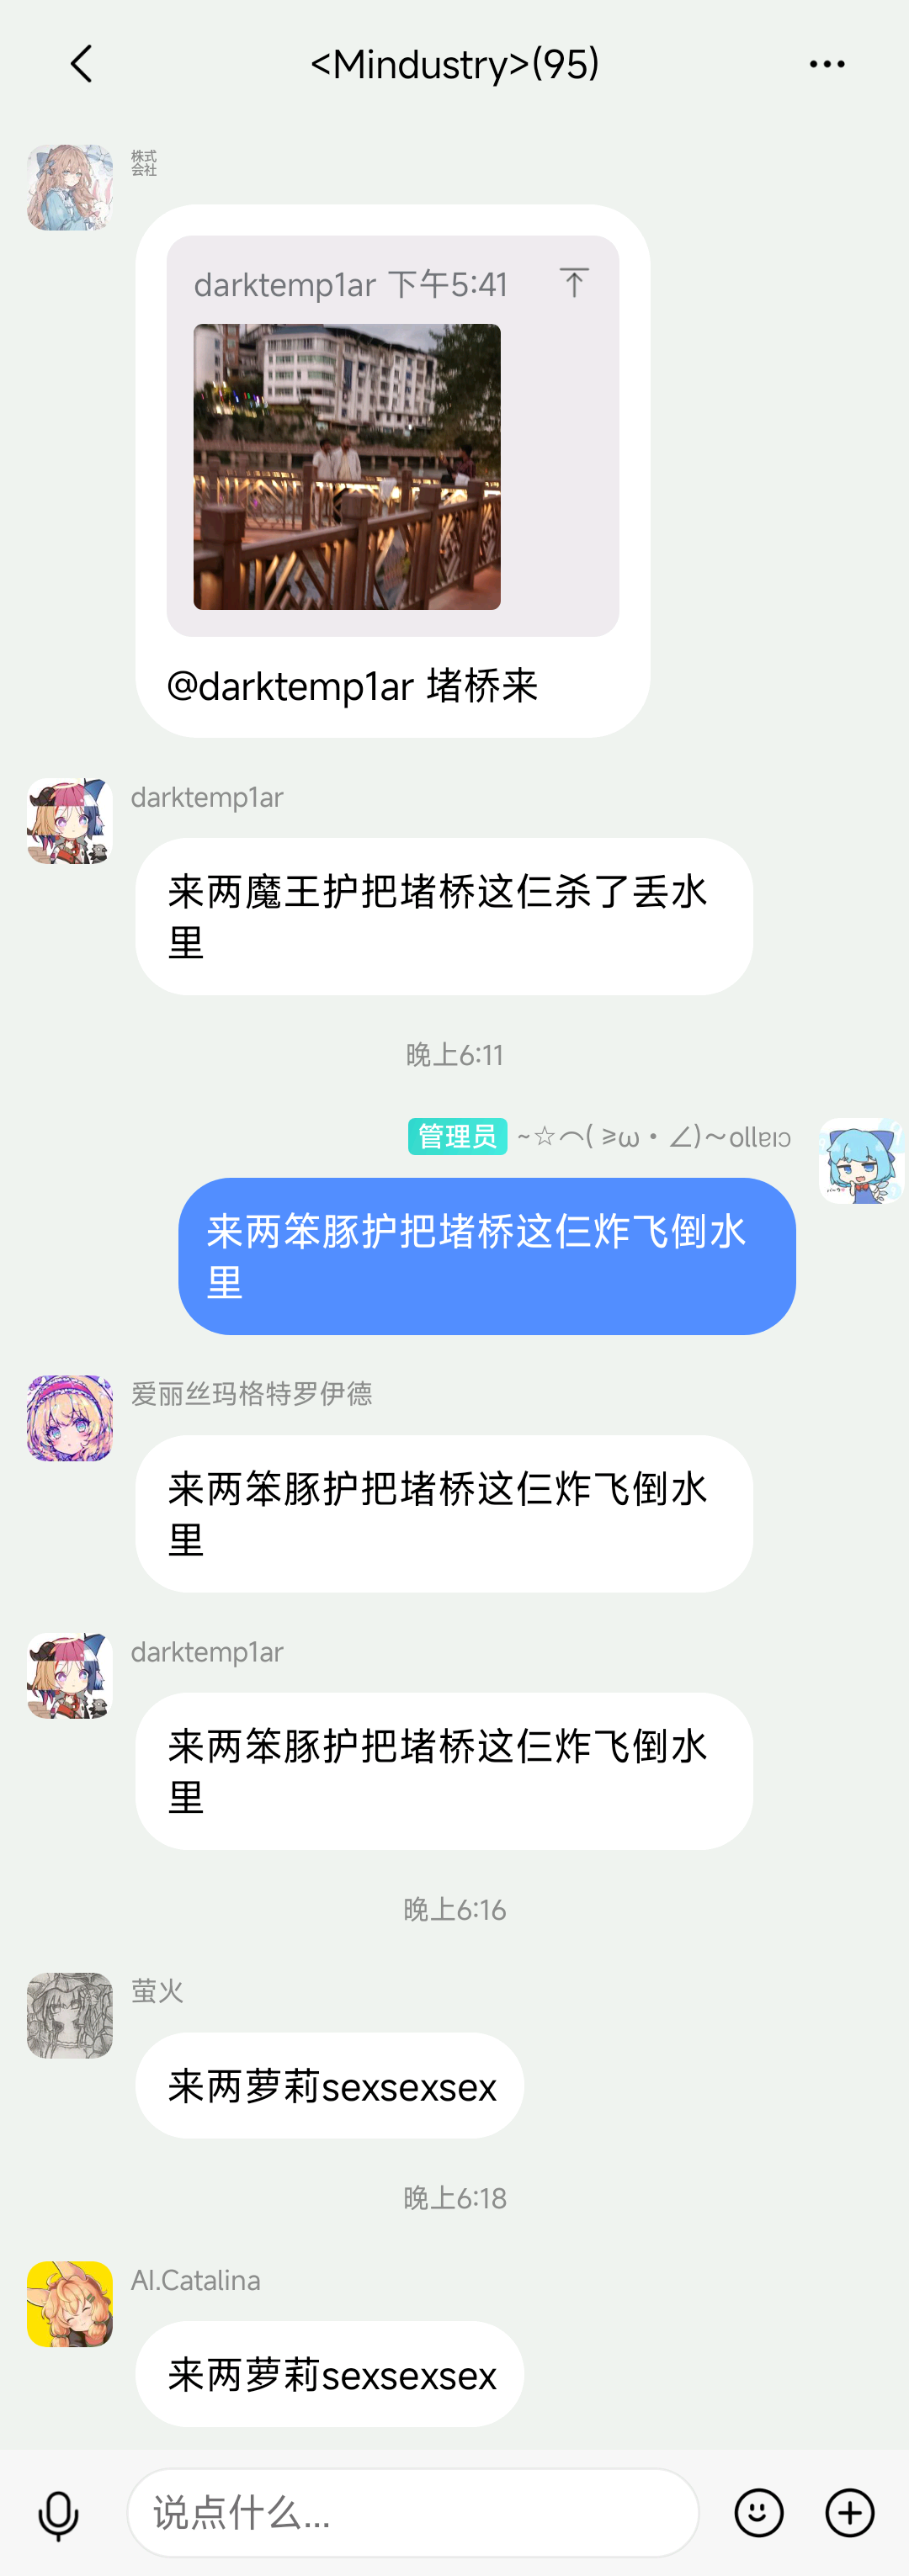 <Mindustry>(95)
株式
会社
darktemp1ar 下午5:41
@darktemp1ar 堵桥来
darktemp1ar
来两魔王护把堵桥这仨杀了丢水
里
晚上6:11
管理员 ~☆⌒( ≥ω・∠)～ollɐıɔ
来两笨豚护把堵桥这仨炸飞倒水
里
爱丽丝玛格特罗伊德
来两笨豚护把堵桥这仨炸飞倒水
里
darktemp1ar
来两笨豚护把堵桥这仨炸飞倒水
里
晚上6:16
萤火
来两萝莉sexsexsex
晚上6:18
AI.Catalina
来两萝莉sexsexsex
说点什么...